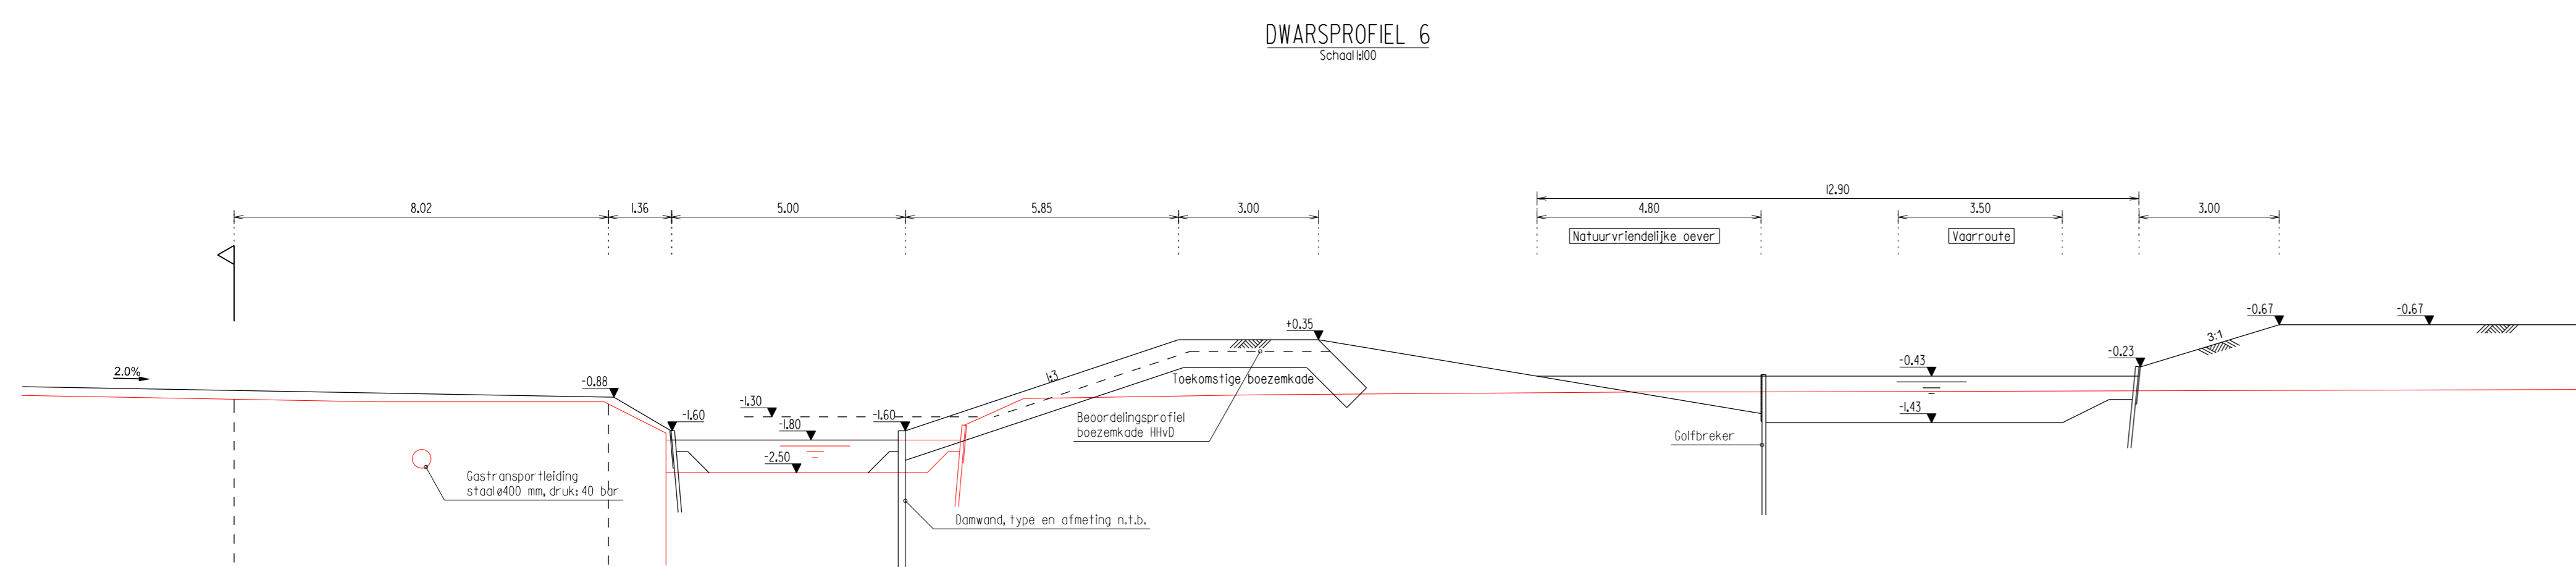 DWARSPROFIEL 6
Schaal 1:100
12.90
8.02
1.36
5.00
5.85
3.00
4.80
3.50
3.00
Natuurvriendelijke oever
Vaarroute
-0.67
-0.67
+0.35
3:1
-0.23
-0.43
2.0%
-0.88
1:3
Toekomstige boezemkade
-1.30
-1.60
-1.80
-1.60
-1.43
Beoordelingsprofiel
boezemkade HHvD
Golfbreker
-2.50
Gastransportleiding
staal ø400 mm, druk: 40 bar
Damwand, type en afmeting n.t.b.